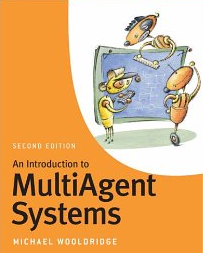 SECOND EDITION
An Introduction to
MultiAgent
Systems
MICHAEL WOOLDRIDGE